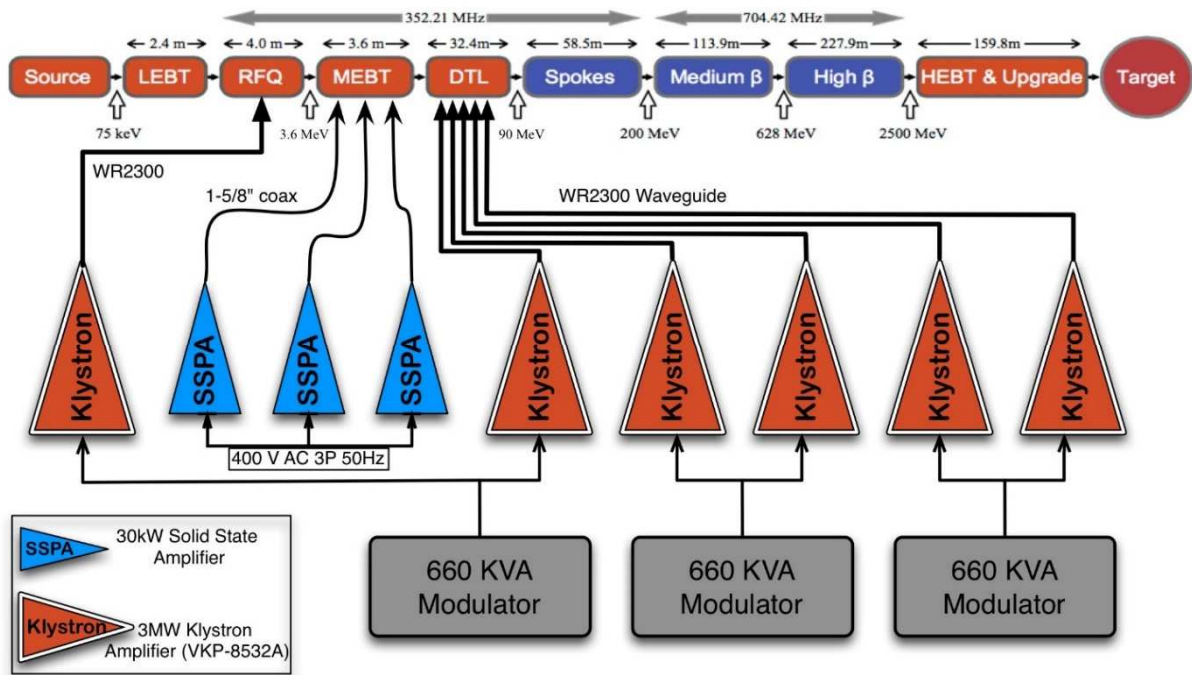 352.21 MHz
704.42 MHz
2.4 m
4.0 m
3.6 m
32.4m
58.5m
113.9m
227.9m
159.8m
Source
LEBT
RFQ
MEBT
DTL
Spokes
Medium β
High β
HEBT & Upgrade
Target
75 keV
3.6 MeV
90 MeV
200 MeV
628 MeV
2500 MeV
WR2300
1-5/8" coax
WR2300 Waveguide
Klystron
SSPA
SSPA
SSPA
Klystron
Klystron
Klystron
Klystron
Klystron
400 V AC 3P 50Hz
660 KVA
Modulator
660 KVA
Modulator
660 KVA
Modulator
SSPA
30kW Solid State
Amplifier
Klystron
3MW Klystron
Amplifier (VKP-8532A)